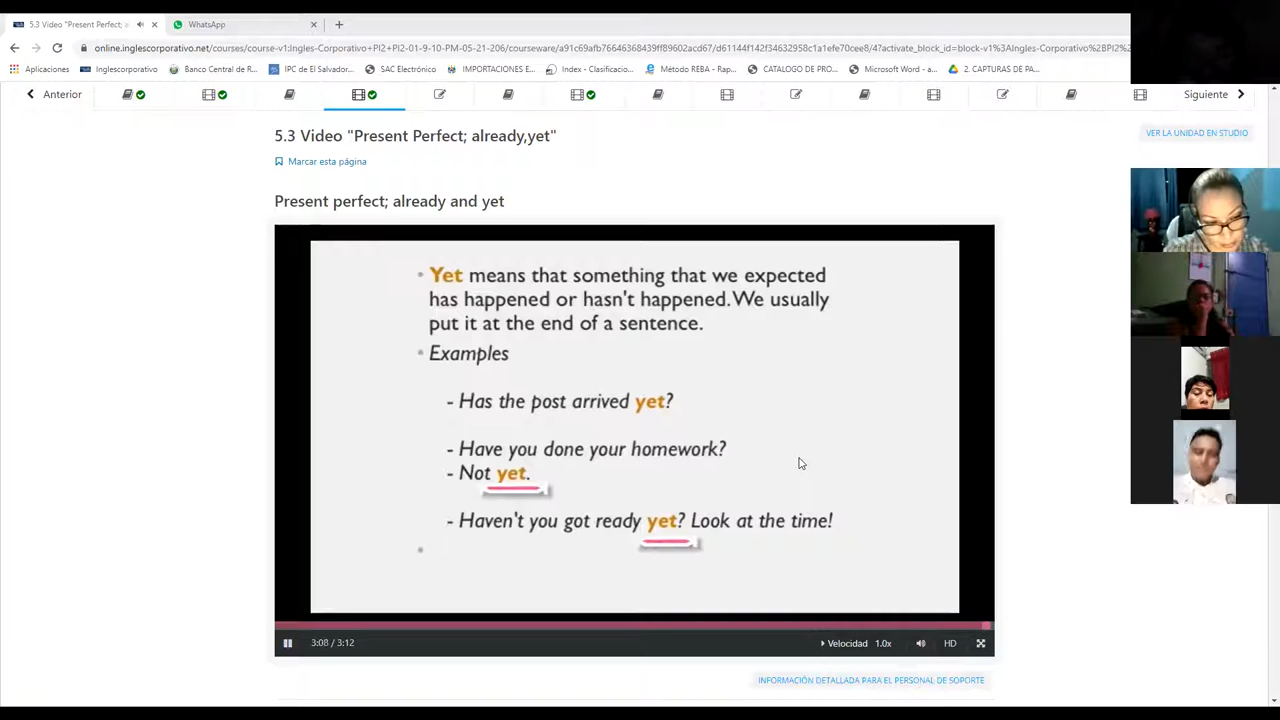 5.3 Video "Present Perfect; a
WhatsApp
online.inglescorporativo.net/courses/course-v1:Ingles-Corporativo+PI2+PI2-01-9-10-PM-05-21-206/courseware/a91c69afb76646368439ff89602acd67/d61144f142f34632958c1a1efe70cee8/4?activate_block_id=block-v1%3AIngles-Corporativo%2BPI2%
Aplicaciones
Inglescorporativo
Banco Central de R...
IPC de El Salvador...
SAC Electrónico
IMPORTACIONES E...
Index - Clasificacio...
Método REBA - Rap...
CATALOGO DE PRO...
Microsoft Word - a...
2. CAPTURAS DE PA...
Anterior
Siguiente
5.3 Video "Present Perfect; already,yet"
VER LA UNIDAD EN STUDIO
Marcar esta página
Present perfect; already and yet
• Yet means that something that we expected
has happened or hasn't happened. We usually
put it at the end of a sentence.
• Examples
- Has the post arrived yet?
- Have you done your homework?
- Not yet.
- Haven't you got ready yet? Look at the time!
3:08 / 3:12
Velocidad 1.0x
HD
INFORMACIÓN DETALLADA PARA EL PERSONAL DE SOPORTE